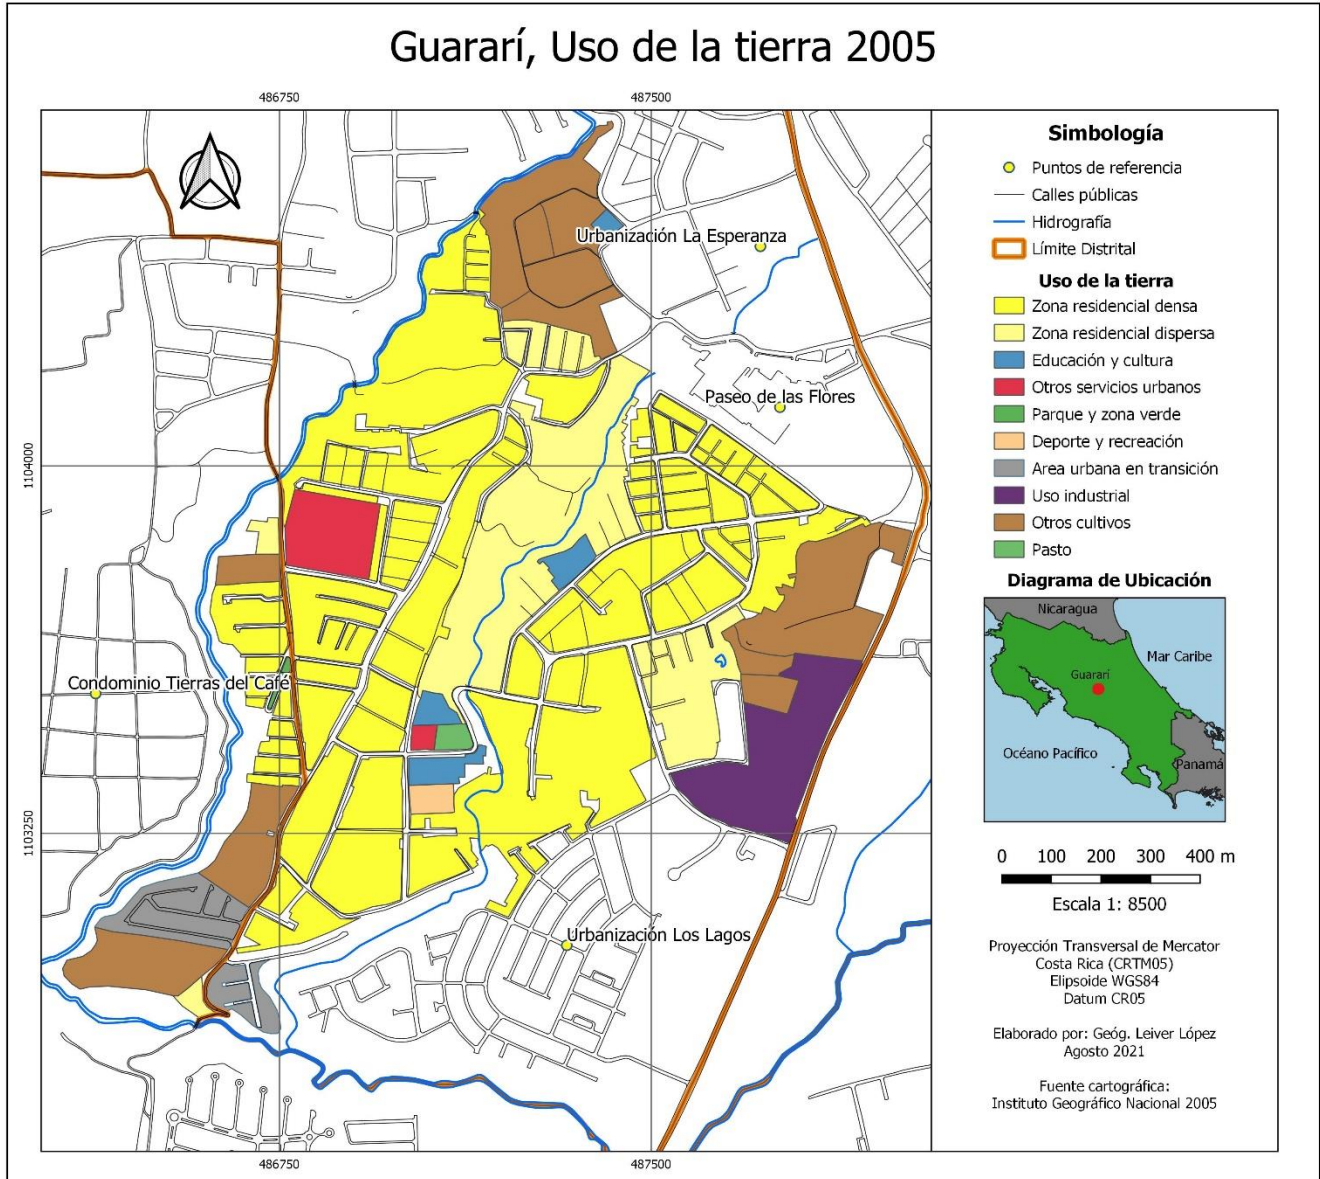 Guararí, Uso de la tierra 2005
486750
487500
1104000
1103250
486750
487500
Urbanización La Esperanza
Paseo de las Flores
Condominio Tierras del Café
Urbanización Los Lagos
Simbología
Puntos de referencia
Calles públicas
Hidrografía
Límite Distrital
Uso de la tierra
Zona residencial densa
Zona residencial dispersa
Educación y cultura
Otros servicios urbanos
Parque y zona verde
Deporte y recreación
Area urbana en transición
Uso industrial
Otros cultivos
Pasto
Diagrama de Ubicación
Nicaragua
Mar Caribe
Guararí
Océano Pacífico
Panamá
0 100 200 300 400 m
Escala 1: 8500
Proyección Transversal de Mercator
Costa Rica (CRTM05)
Elipsoide WGS84
Datum CR05
Elaborado por: Geóg. Leiver López
Agosto 2021
Fuente cartográfica:
Instituto Geográfico Nacional 2005